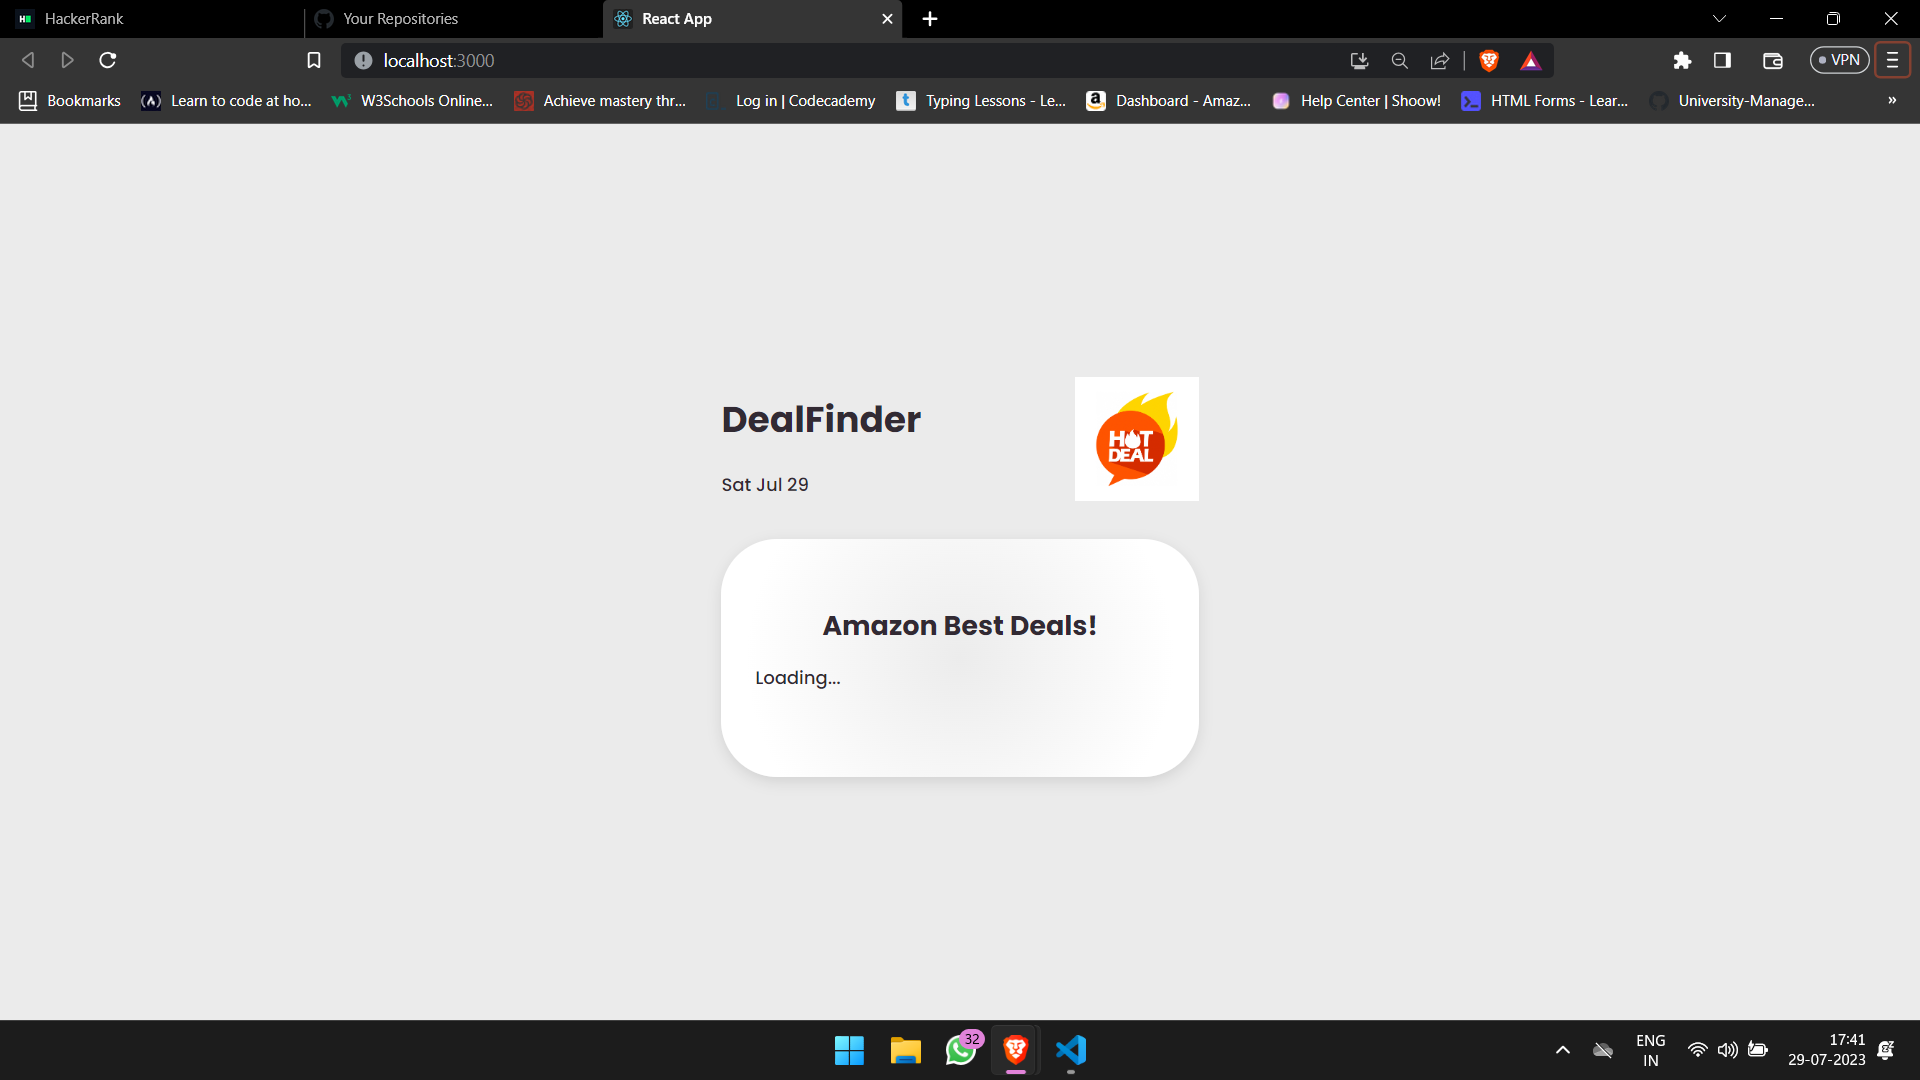 HackerRank
Your Repositories
React App
localhost:3000
VPN
Bookmarks
Learn to code at ho...
W3Schools Online...
Achieve mastery thr...
Log in | Codecademy
Typing Lessons - Le...
Dashboard - Amaz...
Help Center | Shoow!
HTML Forms - Lear...
University-Manage...
»
DealFinder
HOT
DEAL
Sat Jul 29
Amazon Best Deals!
Loading...
32
ENG
IN
17:41
29-07-2023